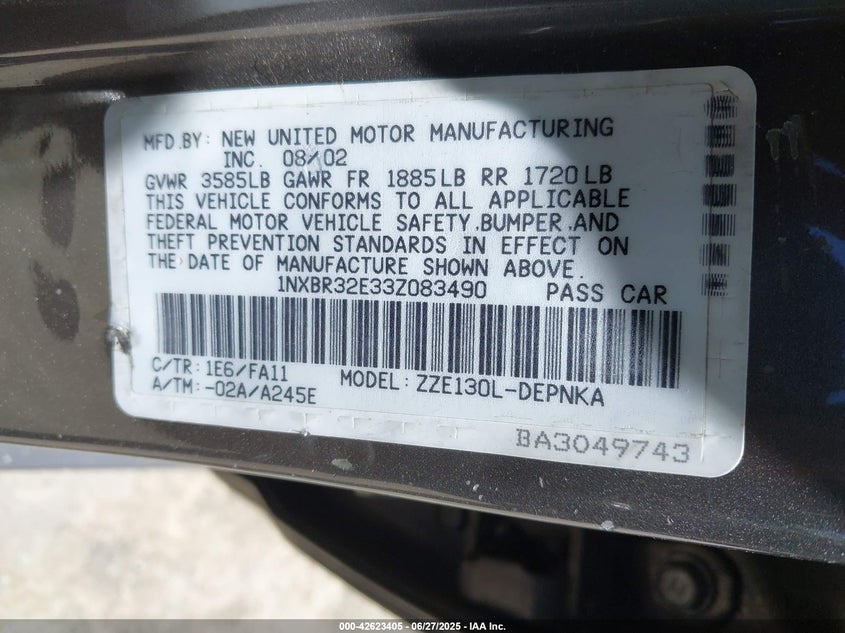 MFD.BY: NEW UNITED MOTOR MANUFACTURING
INC. 08/02
GVWR 3585LB GAWR FR 1885LB RR 1720LB
THIS VEHICLE CONFORMS TO ALL APPLICABLE
FEDERAL MOTOR VEHICLE SAFETY,BUMPER,AND
THEFT PREVENTION STANDARDS IN EFFECT ON
THE DATE OF MANUFACTURE SHOWN ABOVE.
1NXBR32E33Z083490 PASS CAR
C/TR: 1E6/FA11 MODEL: ZZE130L-DEPNKA
A/TM: -02A/A245E
BA3049743
000-42623405 - 06/27/2025 - IAA Inc.